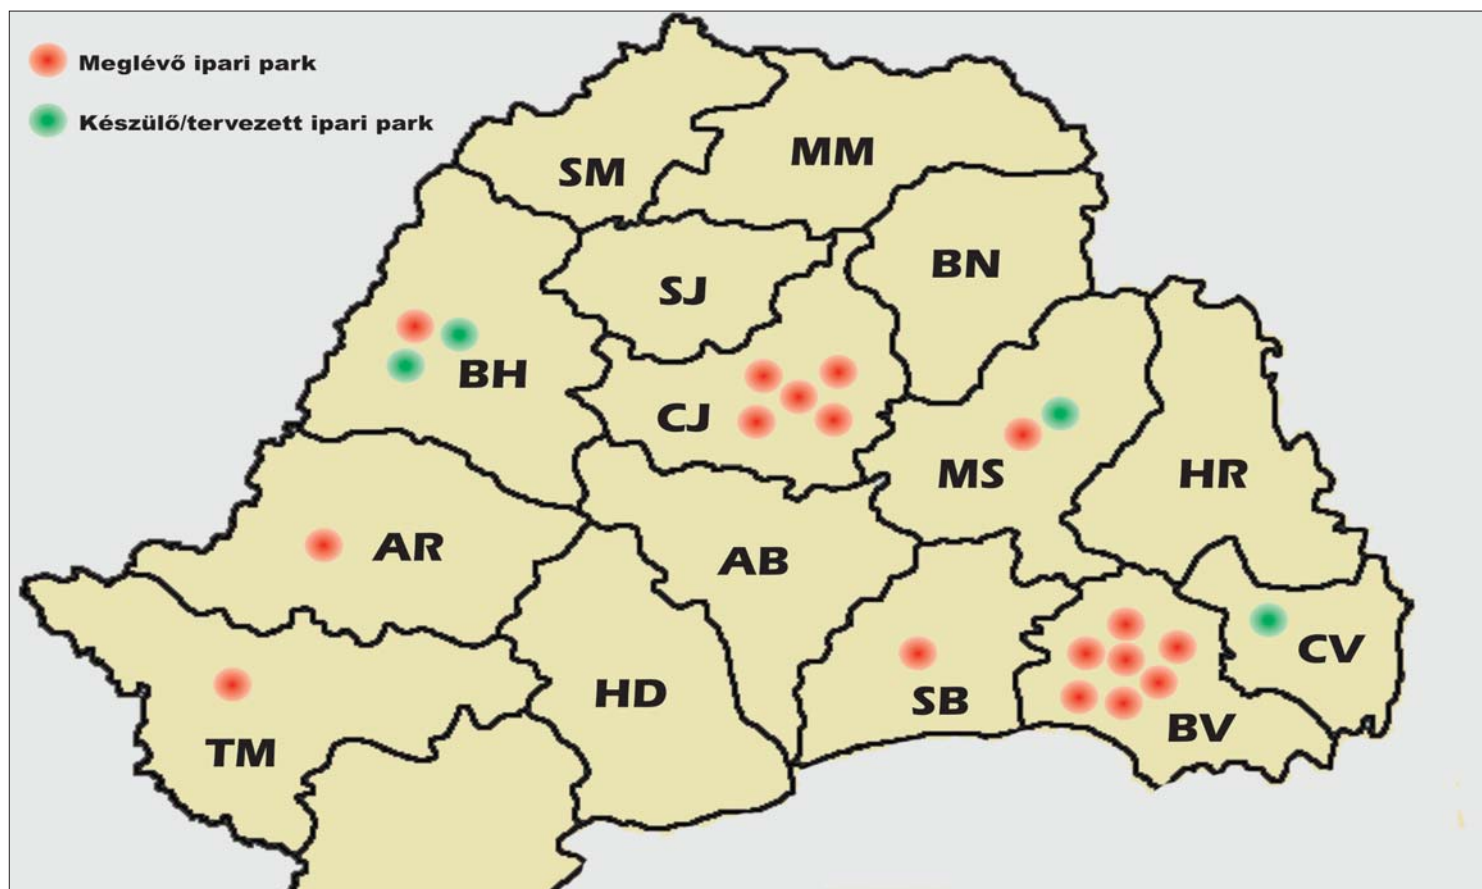 Meglévő ipari park
Készülő/tervezett ipari park
SM
MM
BN
SJ
BH
CJ
MS
HR
AR
AB
CV
HD
SB
BV
TM